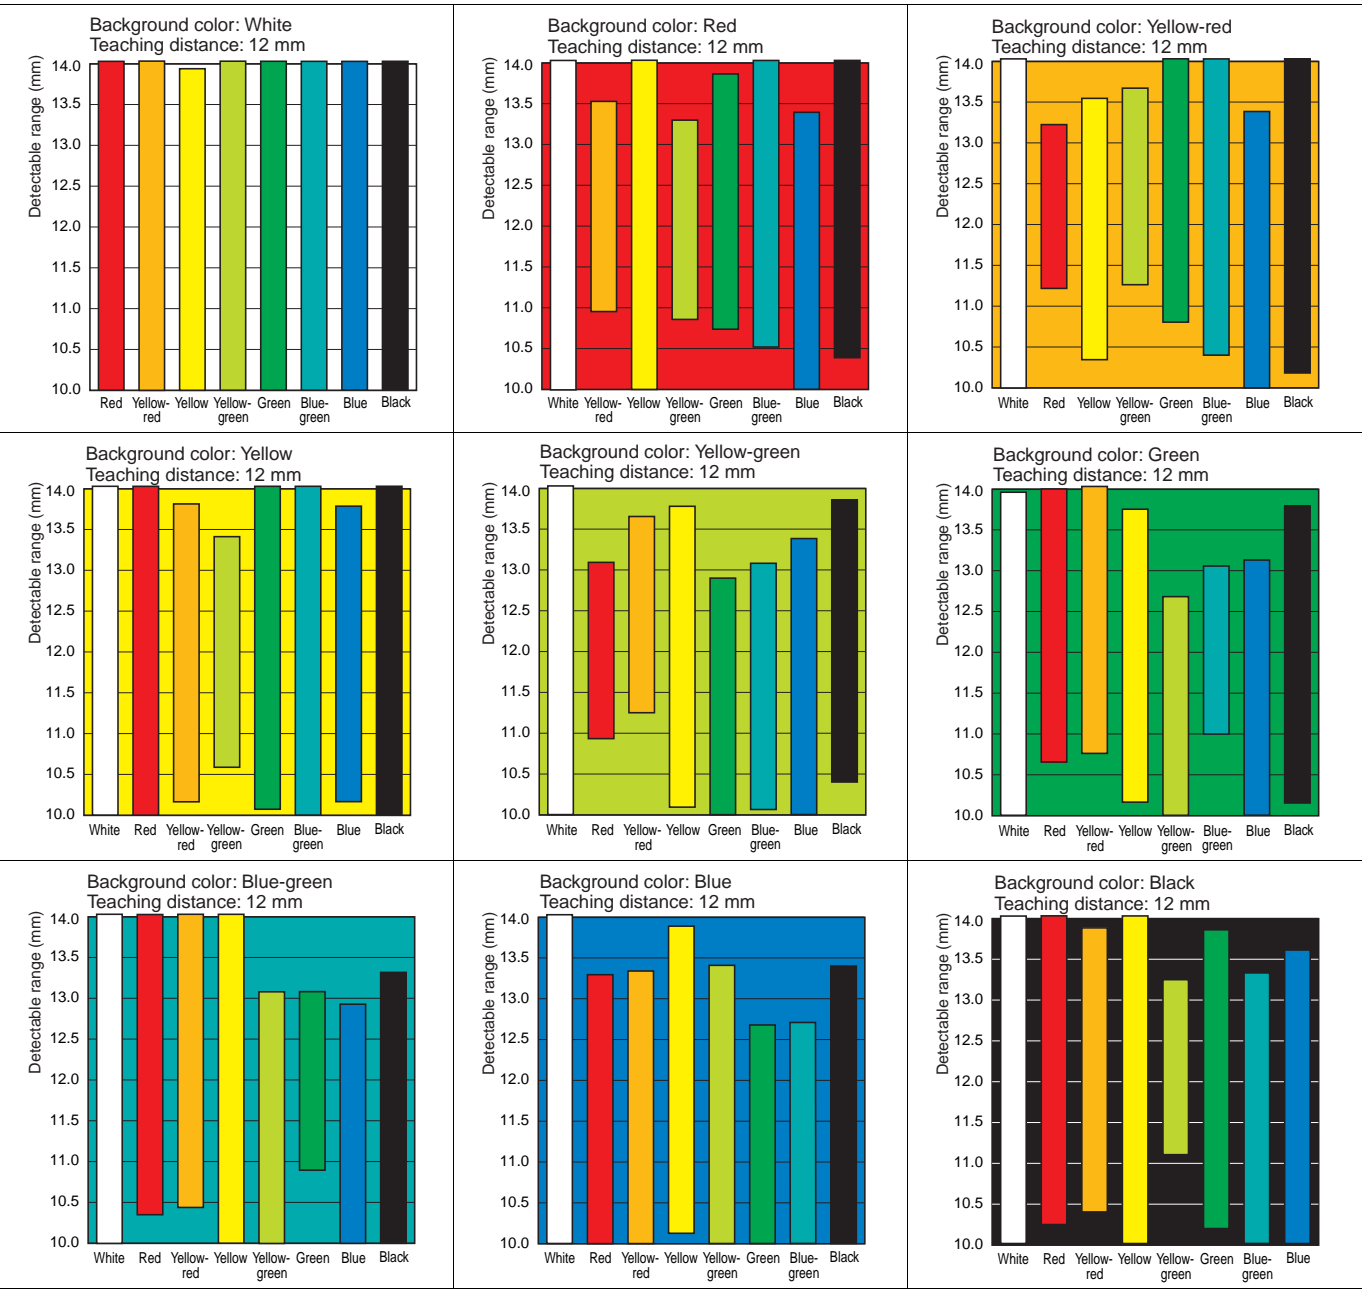 Background color: White
Teaching distance: 12 mm
Detectable range (mm)
14.0
13.5
13.0
12.5
12.0
11.5
11.0
10.5
10.0
Red Yellow-red Yellow Yellow-green Green Blue-green Blue Black
Background color: Red
Teaching distance: 12 mm
Detectable range (mm)
14.0
13.5
13.0
12.5
12.0
11.5
11.0
10.5
10.0
White Yellow-red Yellow Yellow-green Green Blue-green Blue Black
Background color: Yellow-red
Teaching distance: 12 mm
Detectable range (mm)
14.0
13.5
13.0
12.5
12.0
11.5
11.0
10.5
10.0
White Red Yellow Yellow-green Green Blue-green Blue Black
Background color: Yellow
Teaching distance: 12 mm
Detectable range (mm)
14.0
13.5
13.0
12.5
12.0
11.5
11.0
10.5
10.0
White Red Yellow-red Yellow-green Green Blue-green Blue Black
Background color: Yellow-green
Teaching distance: 12 mm
Detectable range (mm)
14.0
13.5
13.0
12.5
12.0
11.5
11.0
10.5
10.0
White Red Yellow-red Yellow Green Blue-green Blue Black
Background color: Green
Teaching distance: 12 mm
Detectable range (mm)
14.0
13.5
13.0
12.5
12.0
11.5
11.0
10.5
10.0
White Red Yellow-red Yellow Yellow-green Blue-green Blue Black
Background color: Blue-green
Teaching distance: 12 mm
Detectable range (mm)
14.0
13.5
13.0
12.5
12.0
11.5
11.0
10.5
10.0
White Red Yellow-red Yellow Yellow-green Green Blue Black
Background color: Blue
Teaching distance: 12 mm
Detectable range (mm)
14.0
13.5
13.0
12.5
12.0
11.5
11.0
10.5
10.0
White Red Yellow-red Yellow Yellow-green Green Blue-green Black
Background color: Black
Teaching distance: 12 mm
Detectable range (mm)
14.0
13.5
13.0
12.5
12.0
11.5
11.0
10.5
10.0
White Red Yellow-red Yellow Yellow-green Green Blue-green Blue